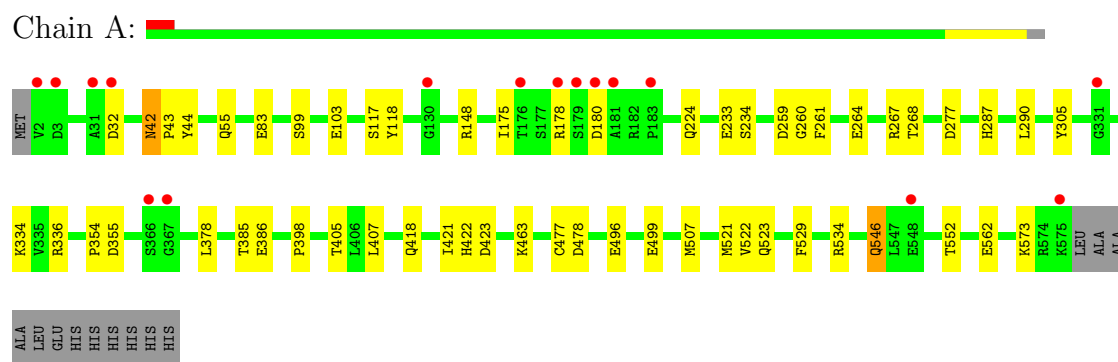 Chain A:
MET V2 D3 A31 D32 N42 P43 Y44 Q55 E83 S99 E103 S117 Y118 G130 R148 I175 T176 S177 R178 S179 D180 A181 R182 P183 Q224 E233 S234 D259 G260 F261 E264 R267 T268 D277 H287 L290 Y305 G331
K334 V335 R336 P354 D355 S366 G367 L378 T385 E386 P398 T405 L406 L407 Q418 I421 H422 D423 K463 C477 D478 E496 E499 M507 M521 V522 Q523 F529 R534 Q546 L547 E548 T552 E562 K573 R574 K575 LEU ALA ALA
ALA LEU GLU HIS HIS HIS HIS HIS HIS